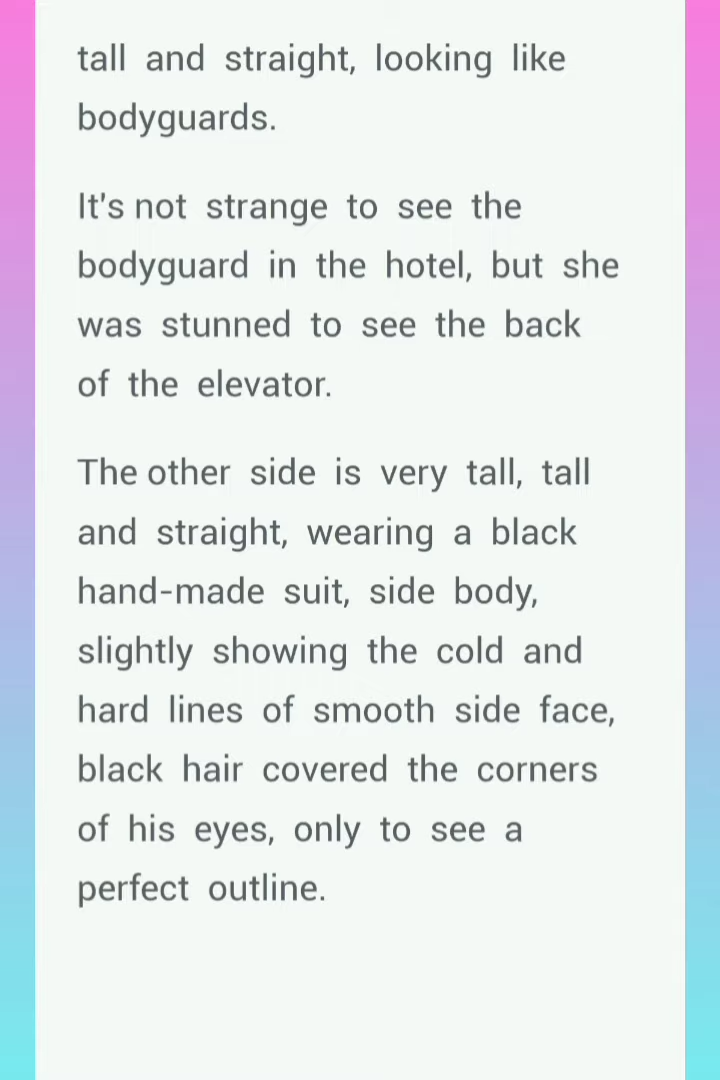 tall and straight, looking like
bodyguards.
It's not strange to see the
bodyguard in the hotel, but she
was stunned to see the back
of the elevator.
The other side is very tall, tall
and straight, wearing a black
hand-made suit, side body,
slightly showing the cold and
hard lines of smooth side face,
black hair covered the corners
of his eyes, only to see a
perfect outline.